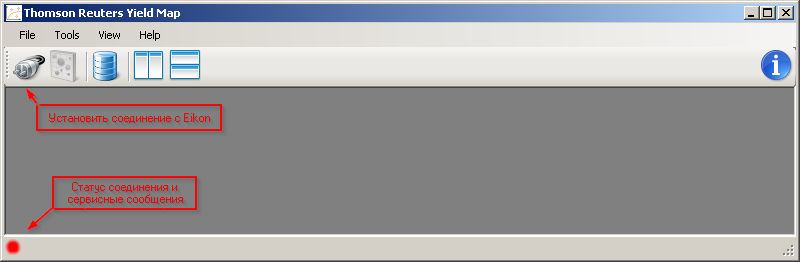 Thomson Reuters Yield Map
File Tools View Help
Установить соединение с Eikon
Статус соединения и
сервисные сообщения